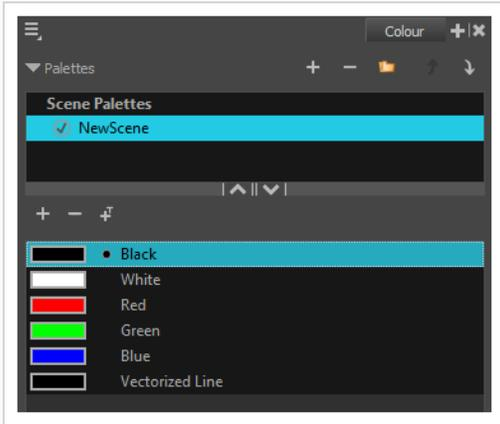 Colour
Palettes
Scene Palettes
NewScene
Black
White
Red
Green
Blue
Vectorized Line